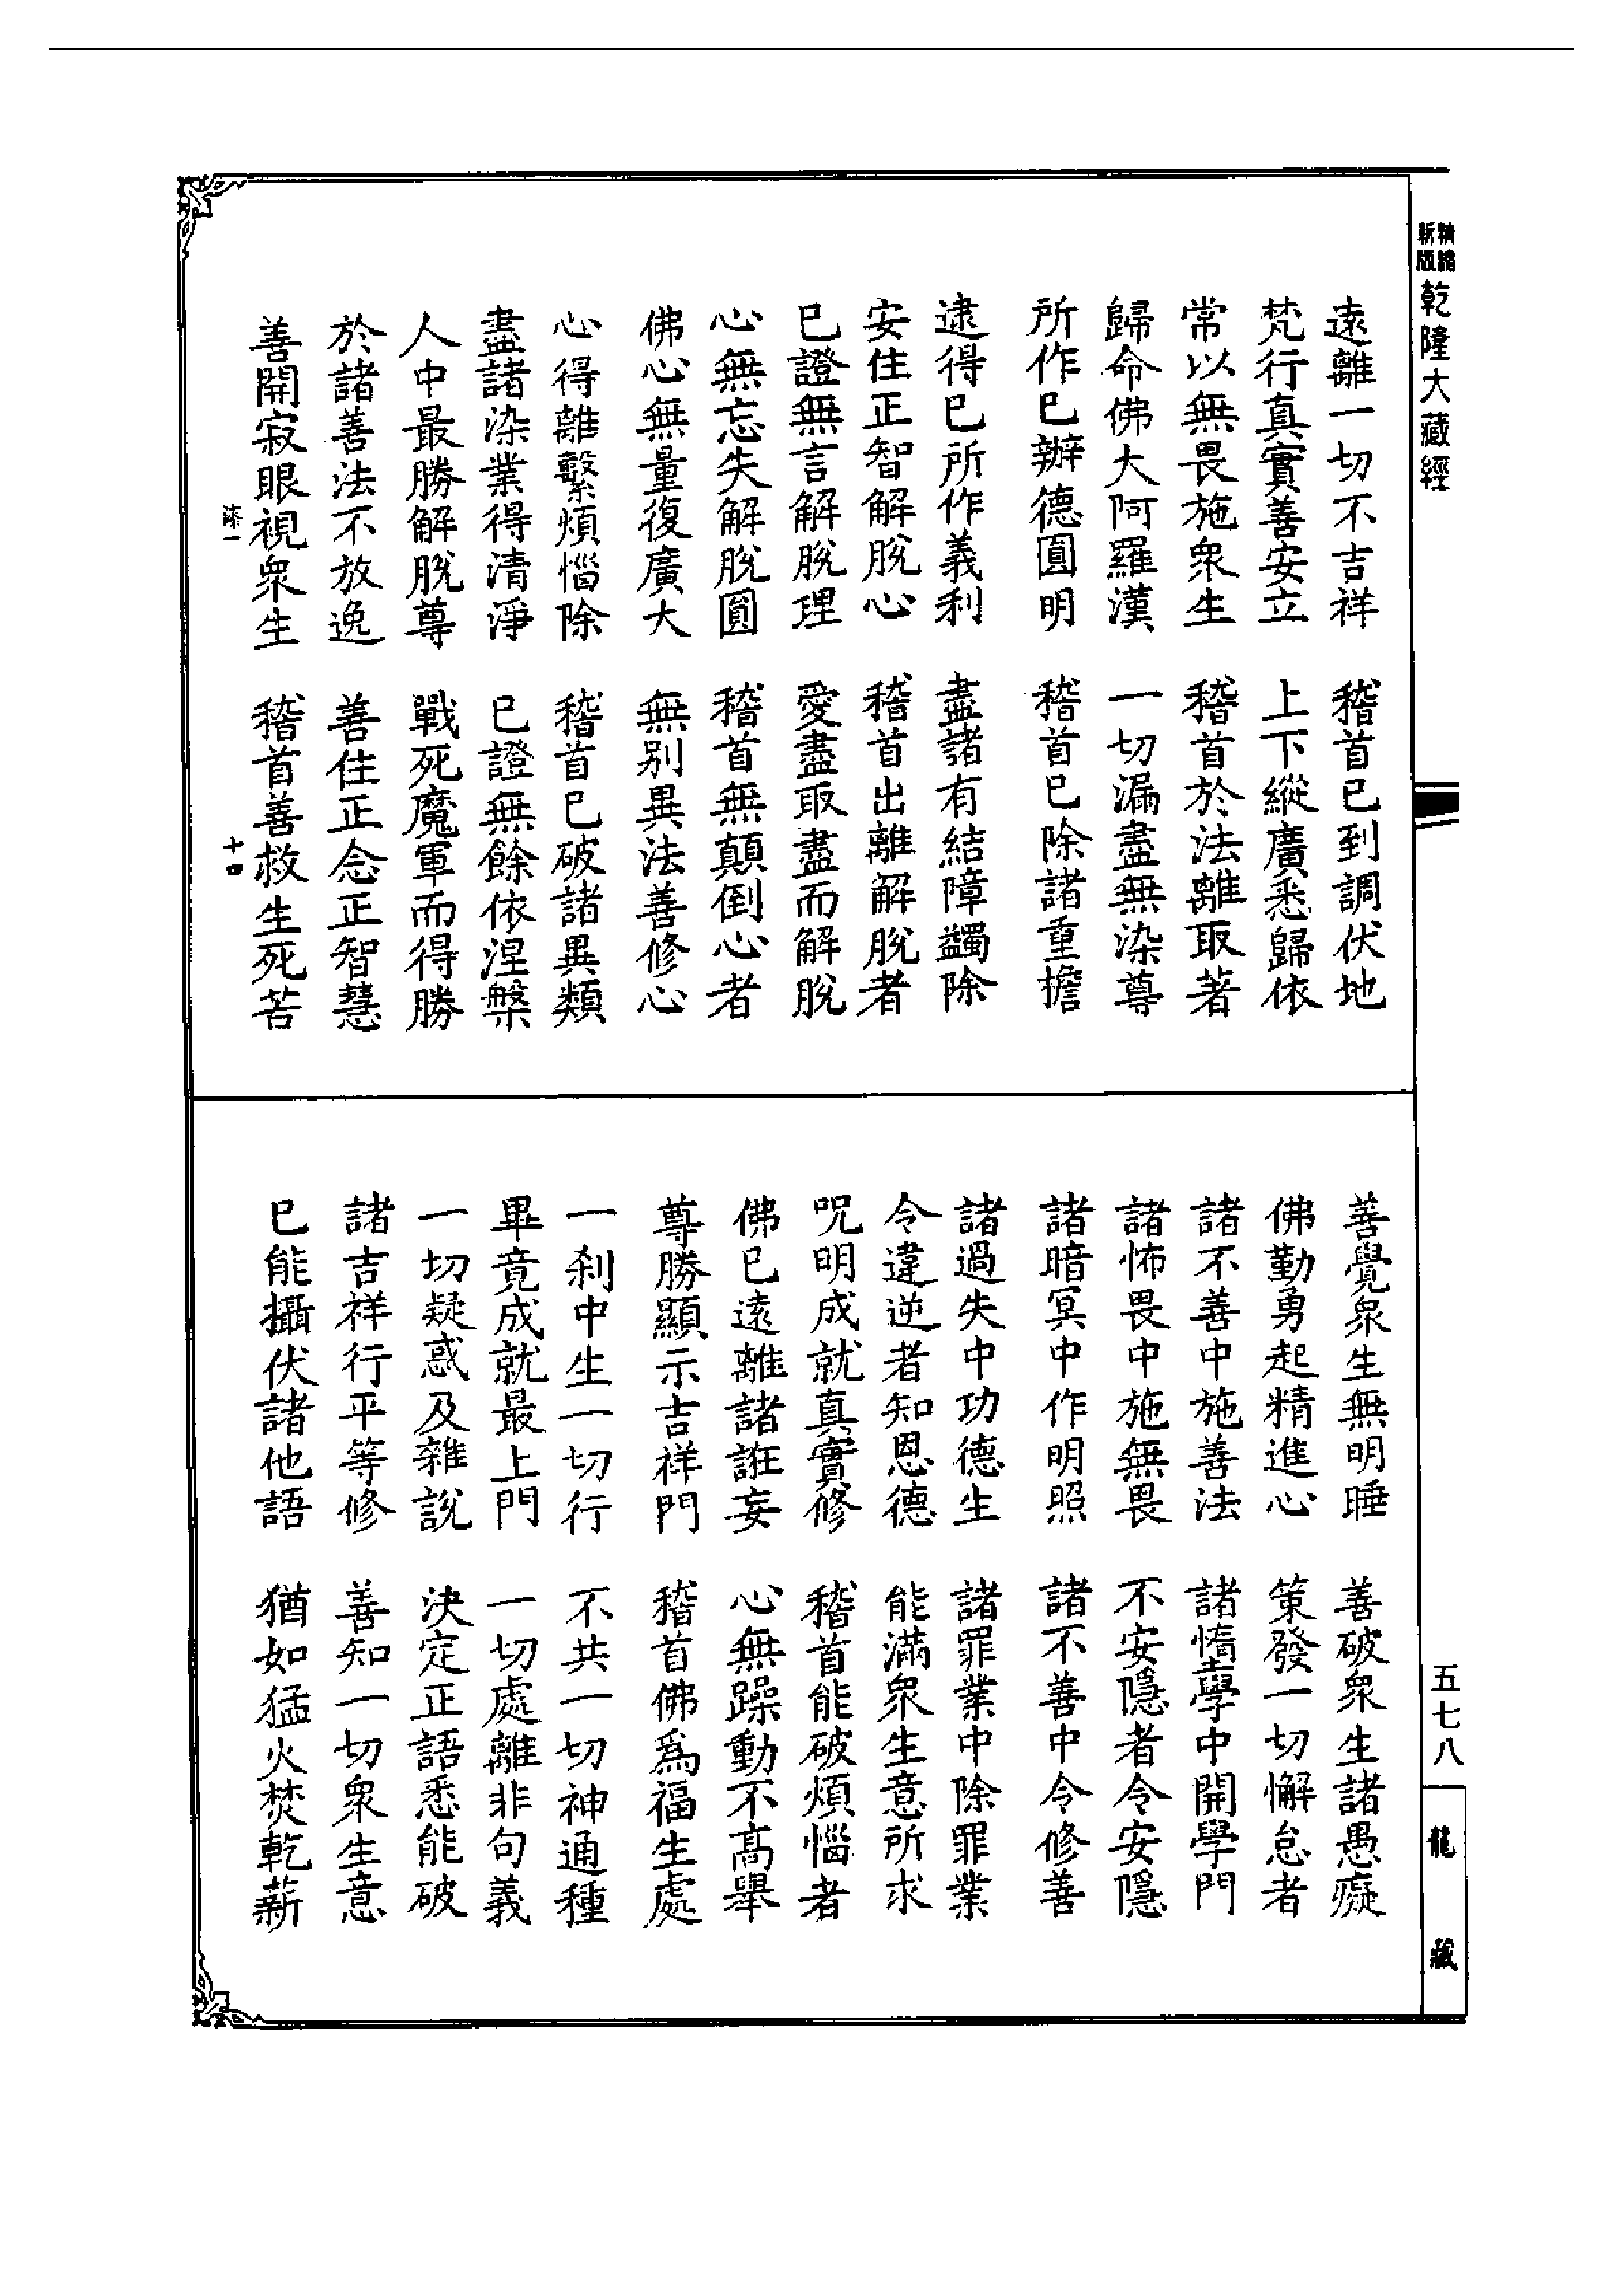 精縮新版乾隆大藏經
遠離一切不吉祥　稽首已到調伏地
梵行真實善安立　上下縱廣悉歸依
常以無畏施衆生　稽首於法離取著
歸命佛大阿羅漢　一切漏盡無染尊
所作已辦德圓明　稽首已除諸重擔
逮得已所作義利　盡諸有結障蠲除
安住正智解脫心　稽首出離解脫者
已證無言解脫理　愛盡取盡而解脫
心無忘失解脫圓　稽首無顛倒心者
佛心無量復廣大　無别異法善修心
心得離繫煩惱除　稽首已破諸異類
盡諸染業得清淨　已證無餘依涅槃
人中最勝解脫尊　戰死魔軍而得勝
於諸善法不放逸　善住正念正智慧
善開寂眼視衆生　稽首善救生死苦
漆一　十四
善覺衆生無明睡　善破衆生諸愚癡
佛勤勇起精進心　策發一切懈怠者
諸不善中施善法　諸惰學中開學門
諸怖畏中施無畏　不安隱者令安隱
諸暗冥中作明照　諸不善中令修善
諸過失中功德生　諸罪業中除罪業
令違逆者知恩德　能滿衆生意所求
呪明成就真實修　稽首能破煩惱者
佛已遠離諸誑妄　心無躁動不高舉
尊勝顯示吉祥門　稽首佛為福生處
一刹中生一切行　不共一切神通種
畢竟成就最上門　一切處離非句義
一切疑惑及雜説　決定正語悉能破
諸吉祥行平等修　善知一切衆生意
已能攝伏諸他語　猶如猛火焚乾薪
五七八
龍藏